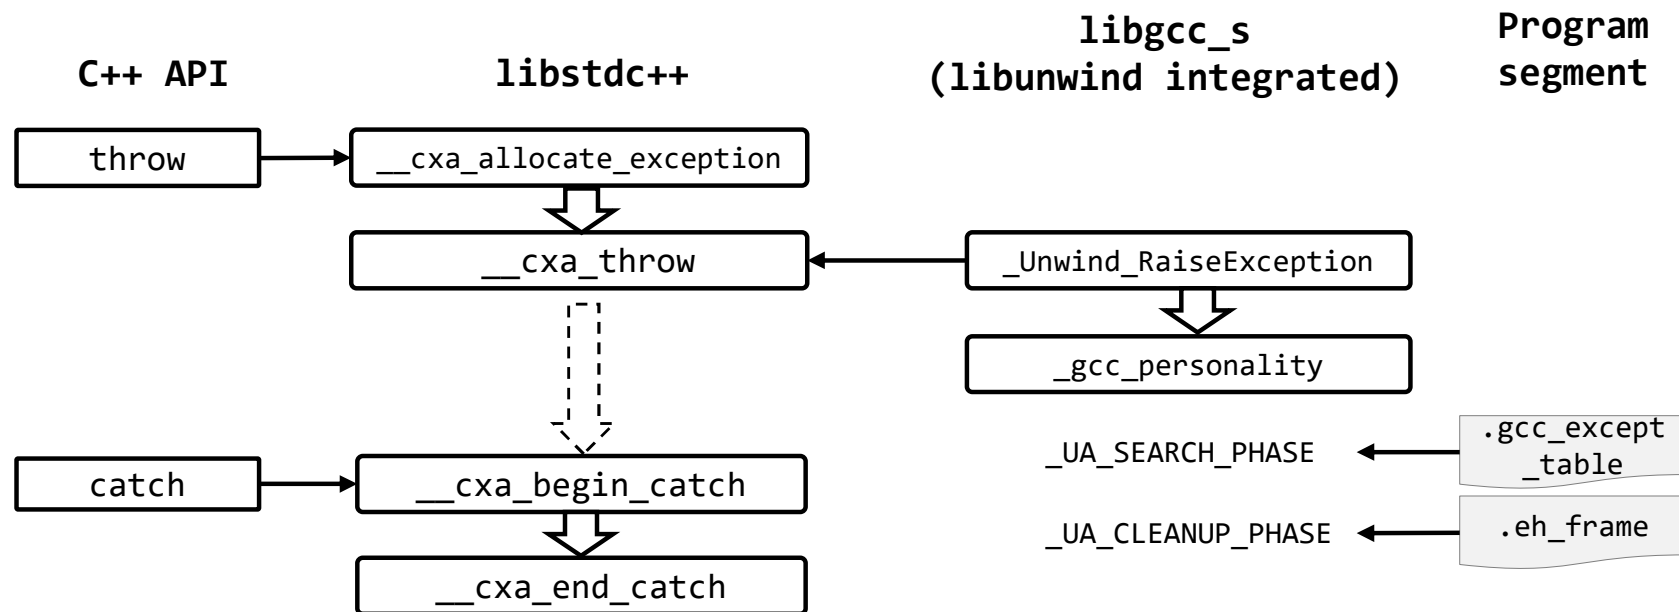 C++ API
libstdc++
libgcc_s
(libunwind integrated)
Program
segment
throw
__cxa_allocate_exception
__cxa_throw
_Unwind_RaiseException
_gcc_personality
_UA_SEARCH_PHASE
.gcc_except
_table
catch
__cxa_begin_catch
_UA_CLEANUP_PHASE
.eh_frame
__cxa_end_catch